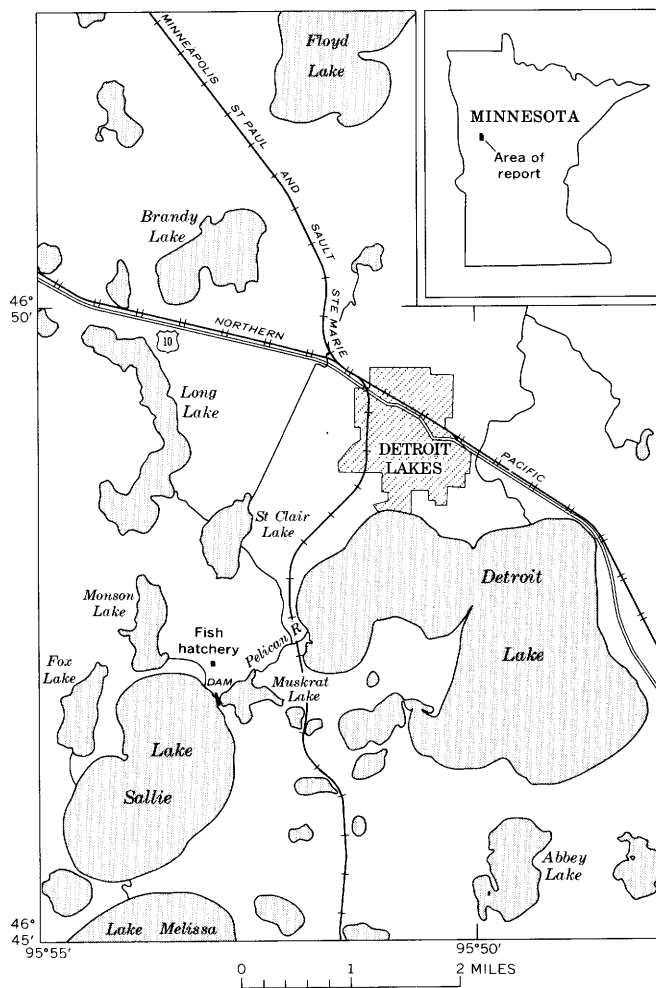 MINNEAPOLIS ST PAUL AND SAULT STE MARIE
Floyd
Lake
MINNESOTA
Area of
report
Brandy
Lake
46°
50'
NORTHERN
10
Long
Lake
DETROIT
LAKES
PACIFIC
St Clair
Lake
Detroit
Lake
Monson
Lake
Fish
hatchery
Pelican R
Fox
Lake
DAM
Muskrat
Lake
Lake
Sallie
Abbey
Lake
Lake Melissa
46°
45'
95°55'
95°50'
0 1 2 MILES